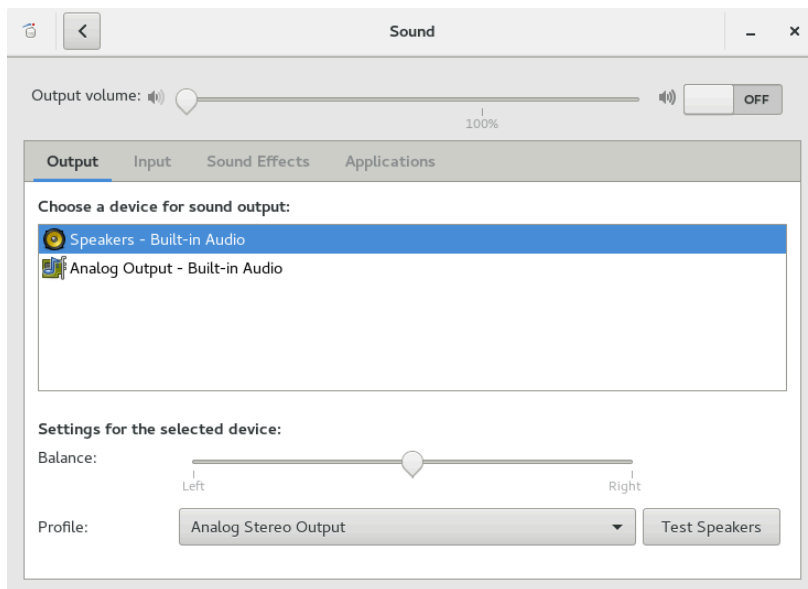 Sound
Output volume:
OFF
100%
Output Input Sound Effects Applications
Choose a device for sound output:
Speakers - Built-in Audio
Analog Output - Built-in Audio
Settings for the selected device:
Balance:
Left Right
Profile: Analog Stereo Output Test Speakers